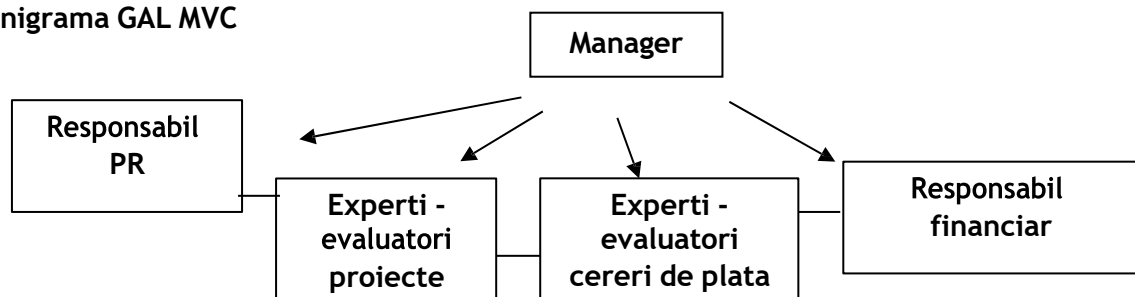 nigrama GAL MVC
Manager
Responsabil
PR
Experti -
evaluatori
proiecte
Experti -
evaluatori
cereri de plata
Responsabil
financiar